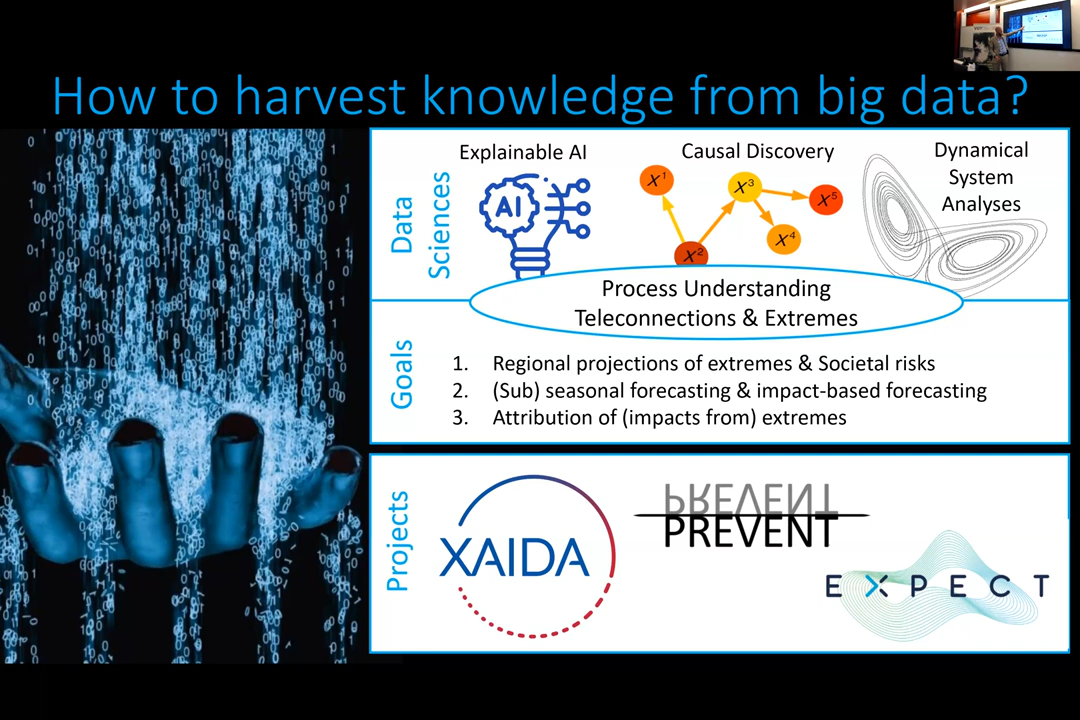 How to harvest knowledge from big data?
Data
Sciences
Explainable AI
AI
Causal Discovery
X¹
X³
X⁵
X²
X⁴
Dynamical
System
Analyses
Process Understanding
Teleconnections & Extremes
Goals
1. Regional projections of extremes & Societal risks
2. (Sub) seasonal forecasting & impact-based forecasting
3. Attribution of (impacts from) extremes
Projects
XAIDA
PREVENT
PREVENT
EXPECT